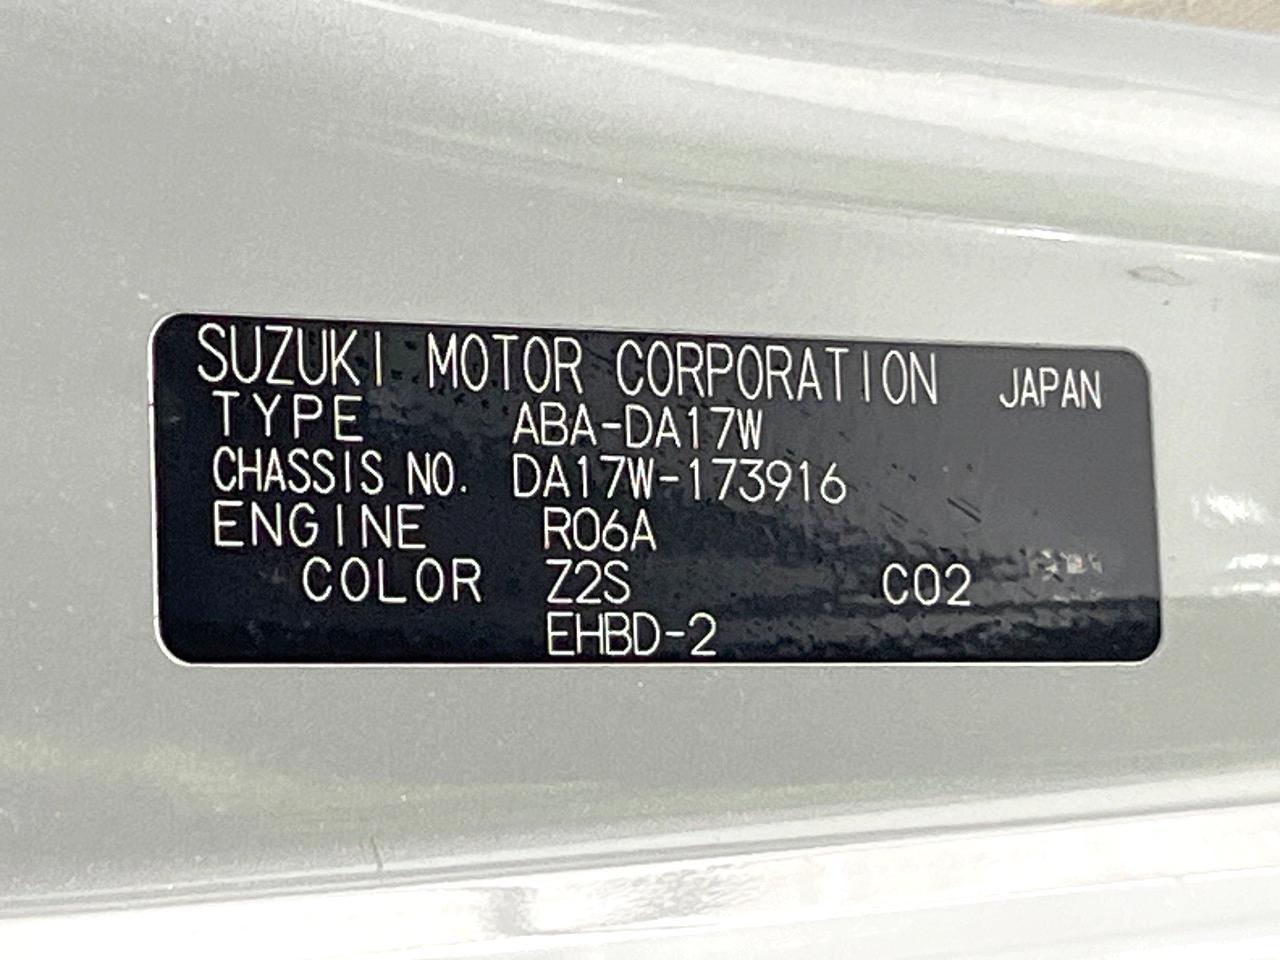 SUZUKI MOTOR CORPORATION JAPAN
TYPE ABA-DA17W
CHASSIS NO. DA17W-173916
ENGINE R06A
COLOR Z2S C02
EHBD-2